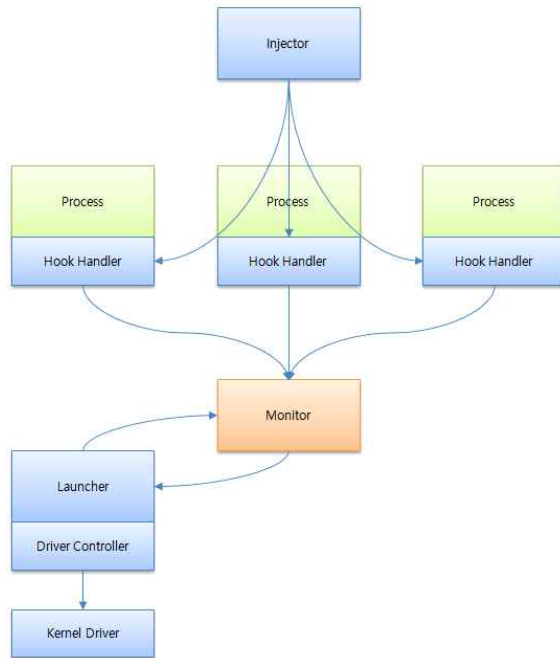 Injector
Process
Process
Process
Hook Handler
Hook Handler
Hook Handler
Monitor
Launcher
Driver Controller
Kernel Driver